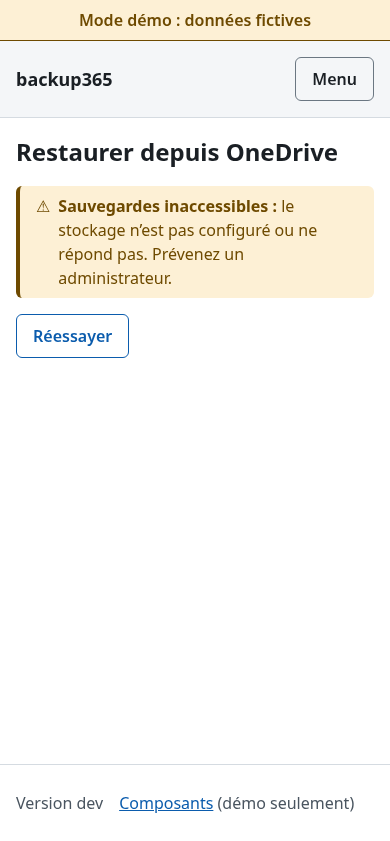 Mode démo : données fictives
backup365
Menu
Restaurer depuis OneDrive
⚠ Sauvegardes inaccessibles : le
stockage n’est pas configuré ou ne
répond pas. Prévenez un
administrateur.
Réessayer
Version dev Composants (démo seulement)